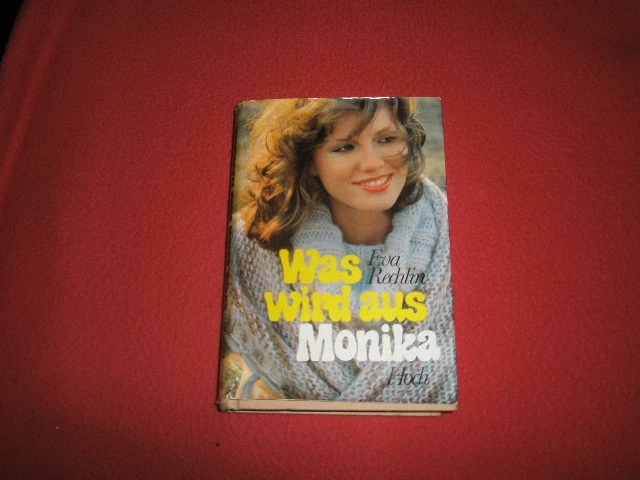 Was
Eva
Rechlin
wird aus
Monika
Hoch